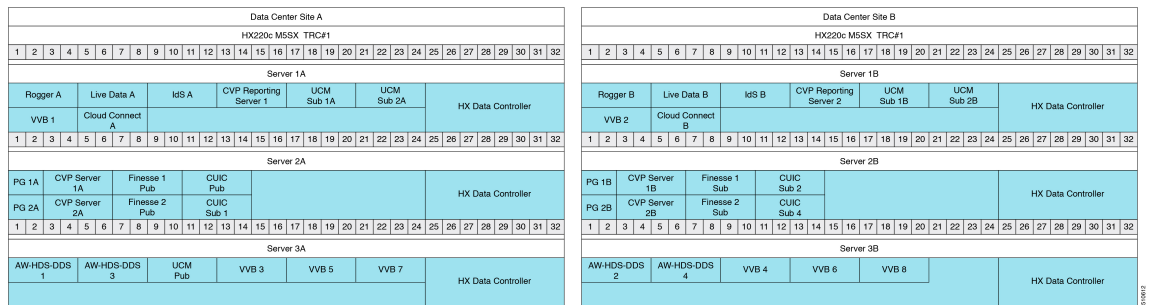 Data Center Site A
HX220c M5SX TRC#1
1 2 3 4 5 6 7 8 9 10 11 12 13 14 15 16 17 18 19 20 21 22 23 24 25 26 27 28 29 30 31 32
Server 1A
Rogger A
Live Data A
IdS A
CVP Reporting
Server 1
UCM
Sub 1A
UCM
Sub 2A
HX Data Controller
VVB 1
Cloud Connect
A
1 2 3 4 5 6 7 8 9 10 11 12 13 14 15 16 17 18 19 20 21 22 23 24 25 26 27 28 29 30 31 32
Server 2A
PG 1A
CVP Server
1A
Finesse 1
Pub
CUIC
Pub
HX Data Controller
PG 2A
CVP Server
2A
Finesse 2
Pub
CUIC
Sub 1
1 2 3 4 5 6 7 8 9 10 11 12 13 14 15 16 17 18 19 20 21 22 23 24 25 26 27 28 29 30 31 32
Server 3A
AW-HDS-DDS
1
AW-HDS-DDS
3
UCM
Pub
VVB 3
VVB 5
VVB 7
HX Data Controller
Data Center Site B
HX220c M5SX TRC#1
1 2 3 4 5 6 7 8 9 10 11 12 13 14 15 16 17 18 19 20 21 22 23 24 25 26 27 28 29 30 31 32
Server 1B
Rogger B
Live Data B
IdS B
CVP Reporting
Server 2
UCM
Sub 1B
UCM
Sub 2B
HX Data Controller
VVB 2
Cloud Connect
B
1 2 3 4 5 6 7 8 9 10 11 12 13 14 15 16 17 18 19 20 21 22 23 24 25 26 27 28 29 30 31 32
Server 2B
PG 1B
CVP Server
1B
Finesse 1
Sub
CUIC
Sub 2
HX Data Controller
PG 2B
CVP Server
2B
Finesse 2
Sub
CUIC
Sub 4
1 2 3 4 5 6 7 8 9 10 11 12 13 14 15 16 17 18 19 20 21 22 23 24 25 26 27 28 29 30 31 32
Server 3B
AW-HDS-DDS
2
AW-HDS-DDS
4
VVB 4
VVB 6
VVB 8
HX Data Controller
510612